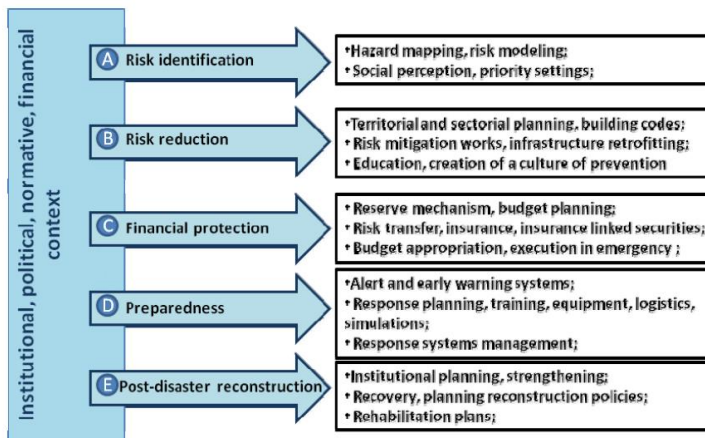 Institutional, political, normative, financial
context
A Risk identification
•Hazard mapping, risk modeling;
• Social perception, priority settings;
B Risk reduction
•Territorial and sectorial planning, building codes;
• Risk mitigation works, infrastructure retrofitting;
• Education, creation of a culture of prevention
C Financial protection
• Reserve mechanism, budget planning;
• Risk transfer, insurance, insurance linked securities;
• Budget appropriation, execution in emergency ;
D Preparedness
•Alert and early warning systems;
• Response planning, training, equipment, logistics,
simulations;
• Response systems management;
E Post-disaster reconstruction
•Institutional planning, strengthening;
• Recovery, planning reconstruction policies;
• Rehabilitation plans;